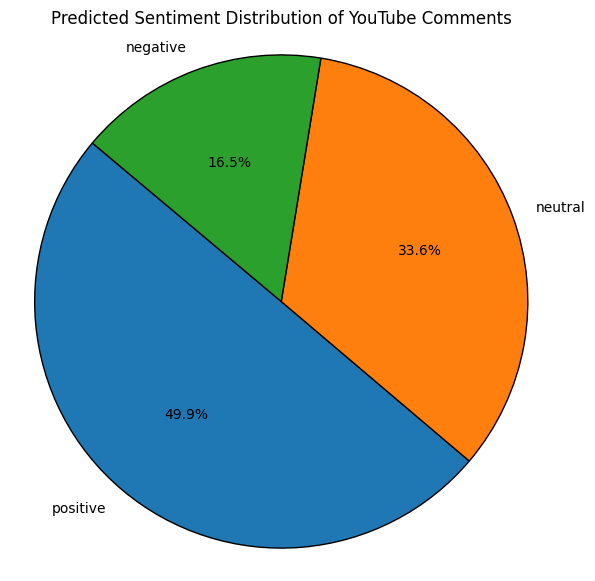 Predicted Sentiment Distribution of YouTube Comments
negative
16.5%
neutral
33.6%
49.9%
positive